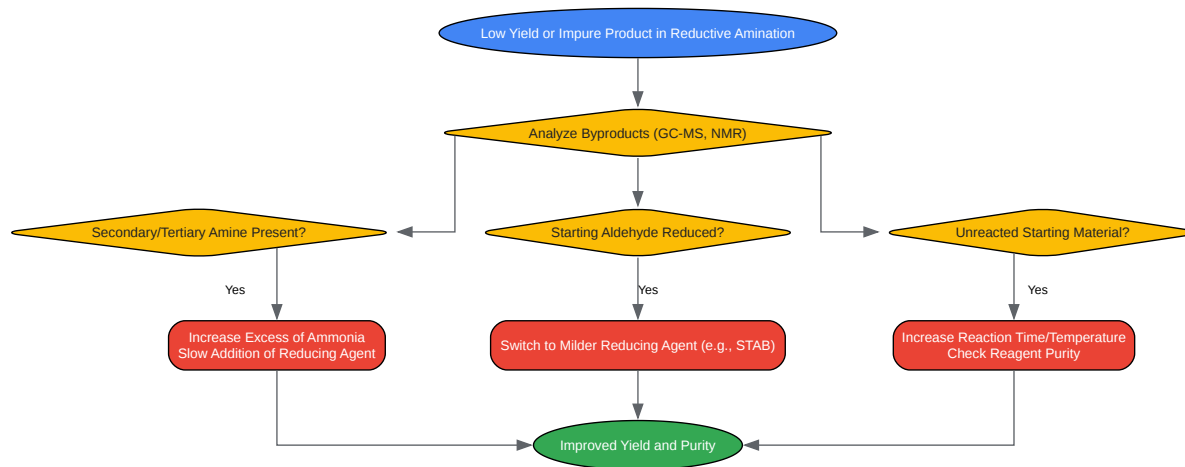 Low Yield or Impure Product in Reductive Amination
Analyze Byproducts (GC-MS, NMR)
Secondary/Tertiary Amine Present?
Starting Aldehyde Reduced?
Unreacted Starting Material?
Yes
Yes
Yes
Increase Excess of Ammonia
Slow Addition of Reducing Agent
Switch to Milder Reducing Agent (e.g., STAB)
Increase Reaction Time/Temperature
Check Reagent Purity
Improved Yield and Purity